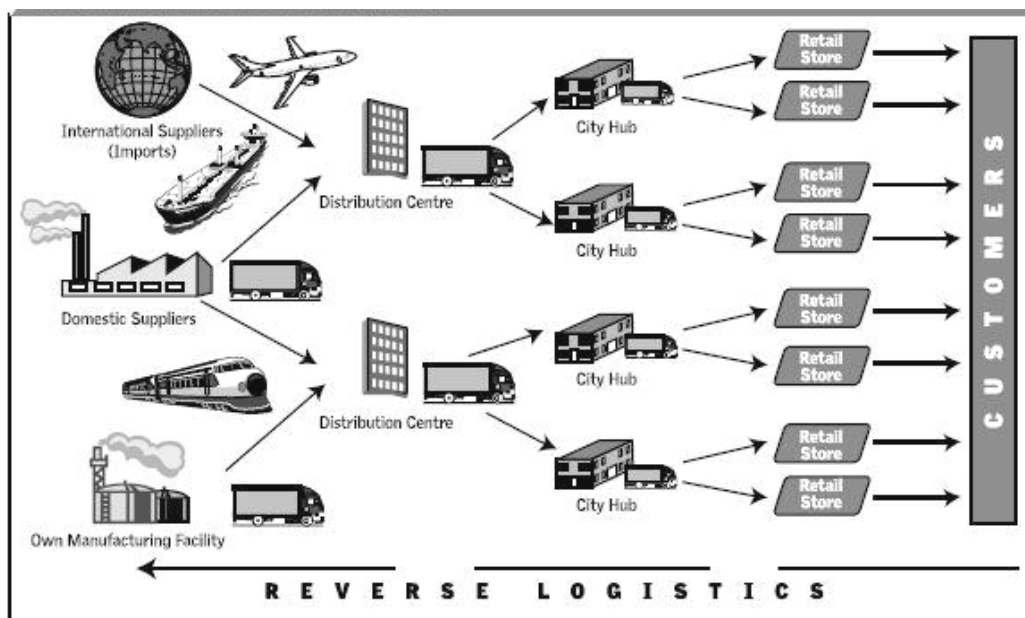 International Suppliers
(Imports)
Domestic Suppliers
Own Manufacturing Facility
Distribution Centre
Distribution Centre
City Hub
City Hub
City Hub
City Hub
Retail
Store
Retail
Store
Retail
Store
Retail
Store
Retail
Store
Retail
Store
Retail
Store
Retail
Store
CUSTOMERS
REVERSE LOGISTICS